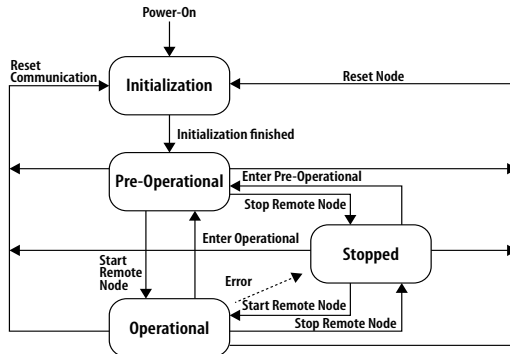 Power-On
Reset
Communication
Reset Node
Initialization
Initialization finished
Pre-Operational
Enter Pre-Operational
Stop Remote Node
Enter Operational
Stopped
Start
Remote
Node
Error
Start Remote Node
Operational
Stop Remote Node